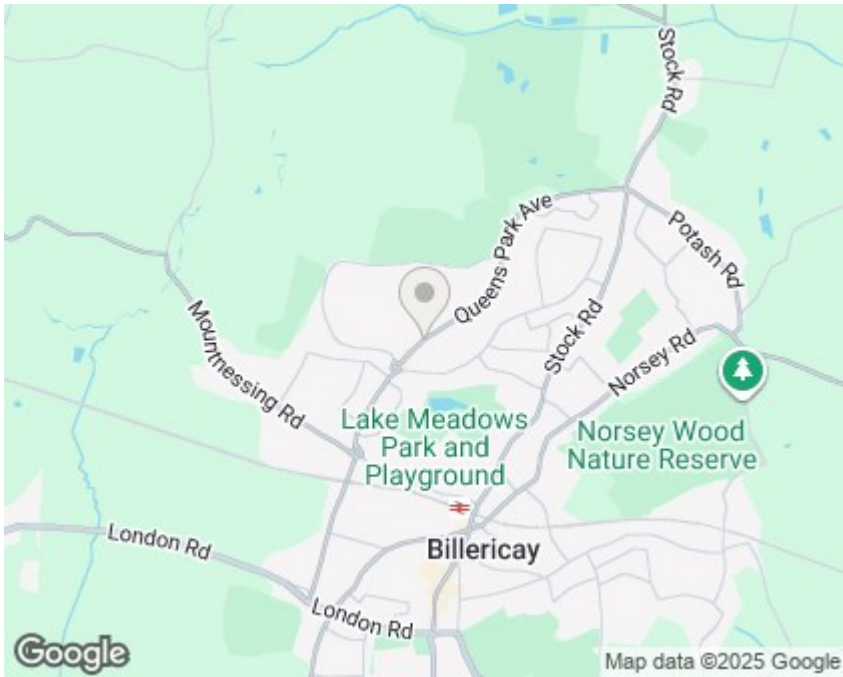 Stock Rd
Queens Park Ave
Potash Rd
Mountnessing Rd
Stock Rd
Norsey Rd
Lake Meadows
Park and
Playground
Norsey Wood
Nature Reserve
London Rd
Billericay
London Rd
Google
Map data ©2025 Google